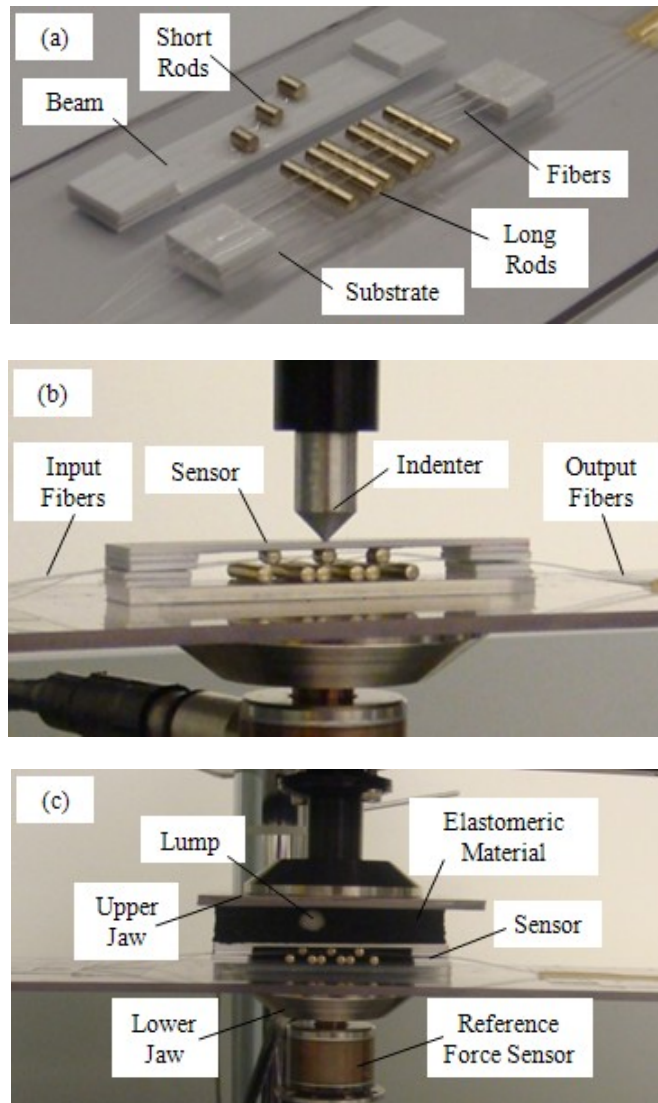 (a)
Short
Rods
Beam
Fibers
Long
Rods
Substrate
(b)
Input
Fibers
Sensor
Indenter
Output
Fibers
(c)
Lump
Elastomeric
Material
Upper
Jaw
Sensor
Lower
Jaw
Reference
Force Sensor